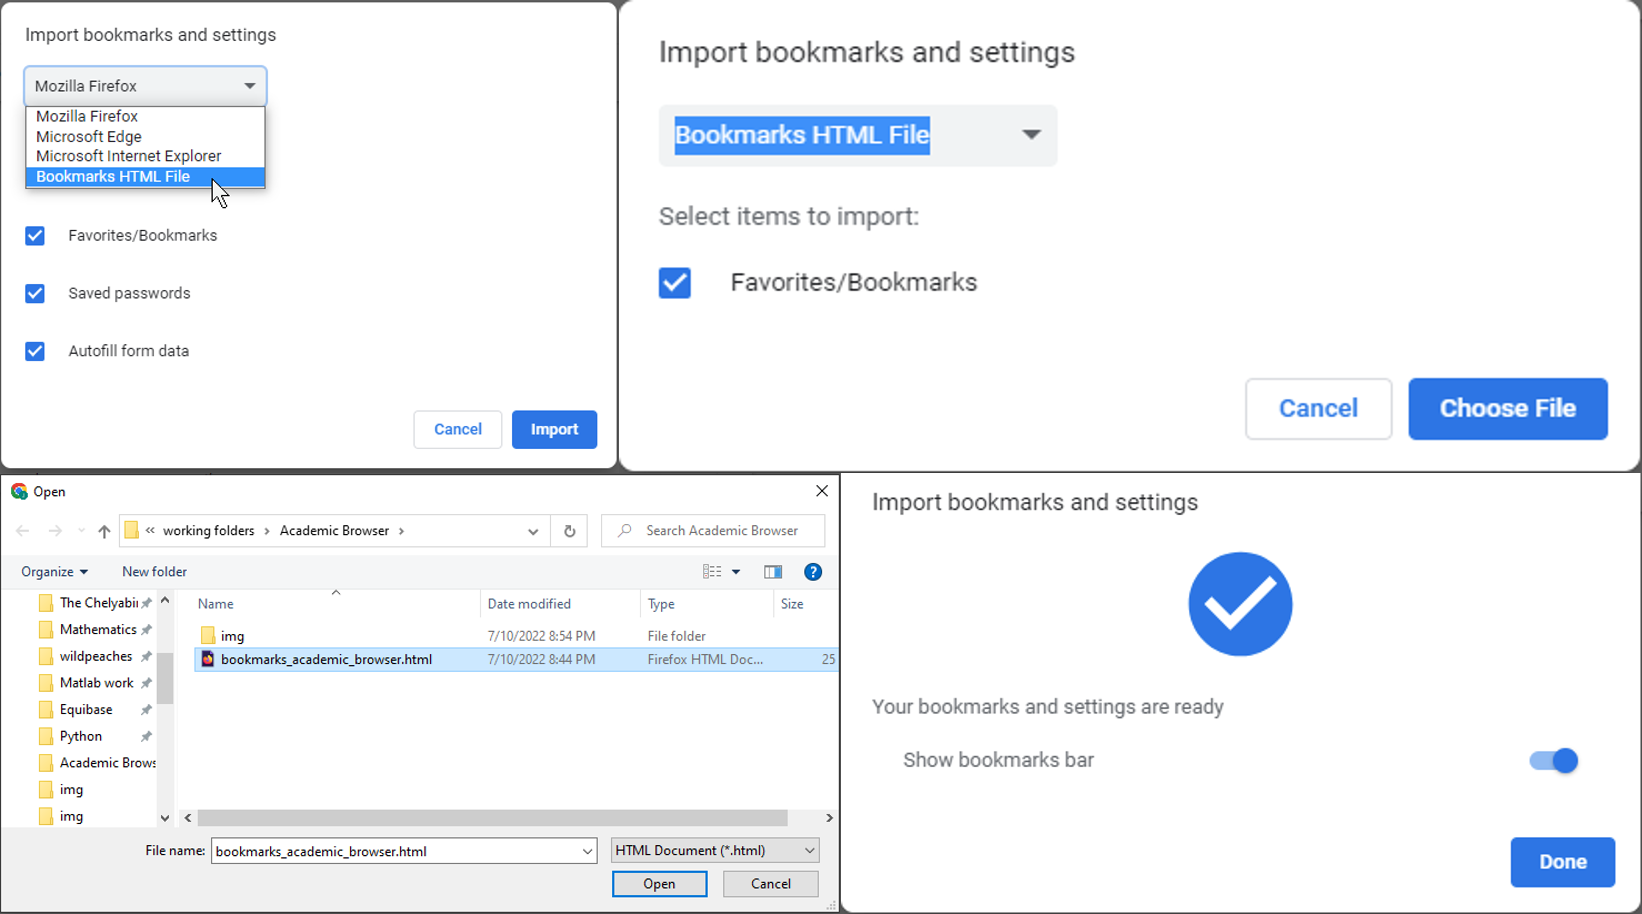 Import bookmarks and settings
Mozilla Firefox
Mozilla Firefox
Microsoft Edge
Microsoft Internet Explorer
Bookmarks HTML File
Favorites/Bookmarks
Saved passwords
Autofill form data
Cancel Import
Import bookmarks and settings
Bookmarks HTML File
Select items to import:
Favorites/Bookmarks
Cancel Choose File
Open
« working folders › Academic Browser › Search Academic Browser
Organize New folder
Name Date modified Type Size
The Chelyabi
Mathematics
wildpeaches
Matlab work
Equibase
Python
Academic Brows
img
img
img 7/10/2022 8:54 PM File folder
bookmarks_academic_browser.html 7/10/2022 8:44 PM Firefox HTML Doc... 25
File name: bookmarks_academic_browser.html HTML Document (*.html)
Open Cancel
Import bookmarks and settings
Your bookmarks and settings are ready
Show bookmarks bar
Done